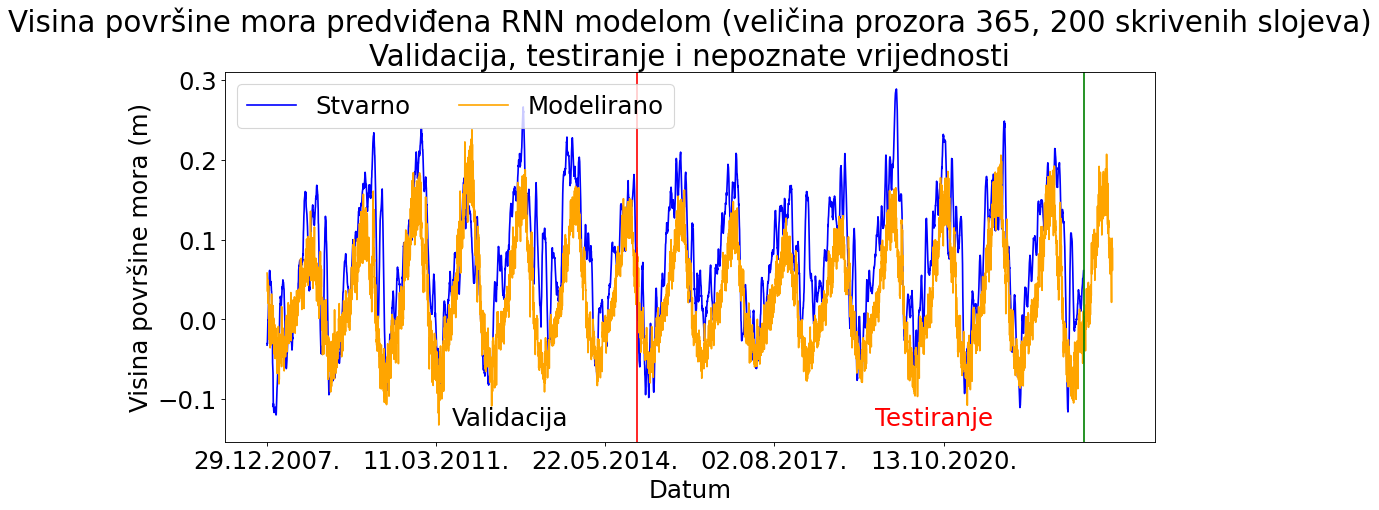 Visina površine mora predviđena RNN modelom (veličina prozora 365, 200 skrivenih slojeva)
Validacija, testiranje i nepoznate vrijednosti
Stvarno
Modelirano
Visina površine mora (m)
0.3
0.2
0.1
0.0
−0.1
Validacija
Testiranje
29.12.2007.
11.03.2011.
22.05.2014.
02.08.2017.
13.10.2020.
Datum